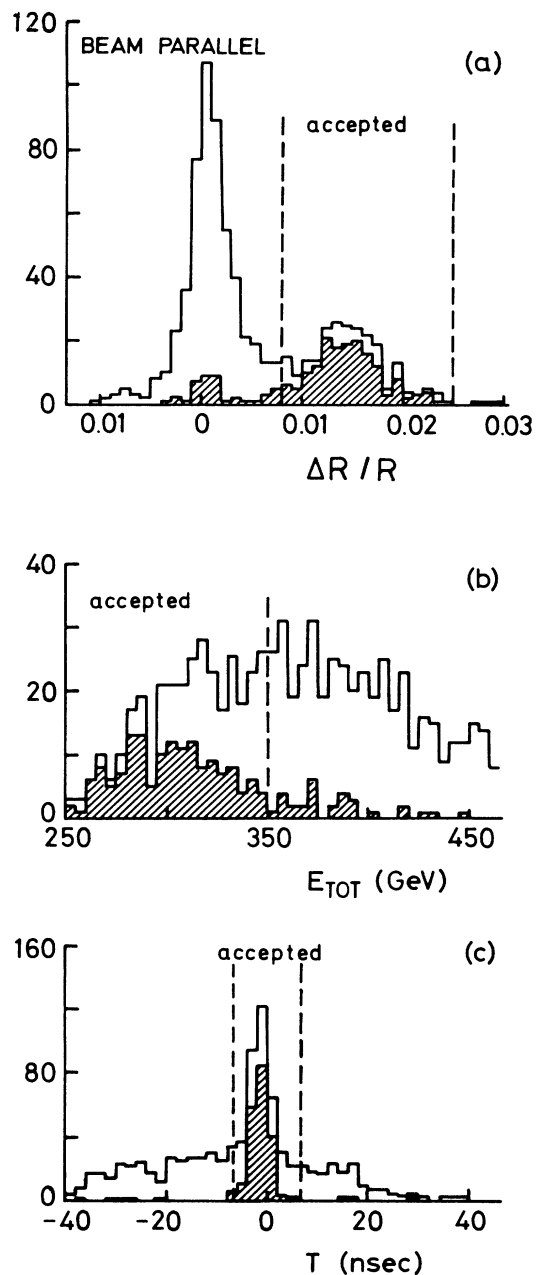 120
BEAM PARALLEL
(a)
accepted
80
40
0
0.01 0 0.01 0.02 0.03
ΔR / R
40
(b)
accepted
20
0
250 350 450
E_TOT (GeV)
160
accepted
(c)
80
0
-40 -20 0 20 40
T (nsec)